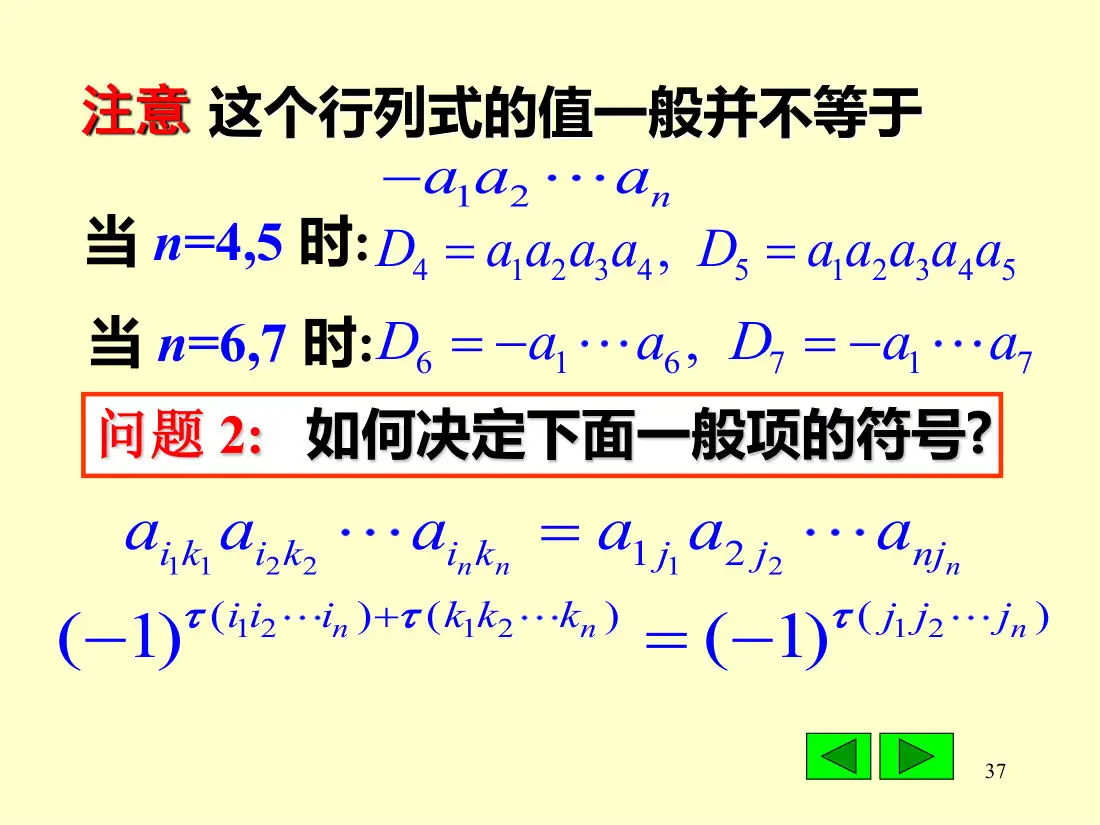 注意 这个行列式的值一般并不等于
−a₁a₂⋯aₙ
当 n=4,5 时: D₄ = a₁a₂a₃a₄, D₅ = a₁a₂a₃a₄a₅
当 n=6,7 时: D₆ = −a₁⋯a₆, D₇ = −a₁⋯a₇
问题 2: 如何决定下面一般项的符号?
a_{i₁k₁} a_{i₂k₂} ⋯ a_{iₙkₙ} = a_{1j₁} a_{2j₂} ⋯ a_{njₙ}
(−1)^{τ(i₁i₂⋯iₙ)+τ(k₁k₂⋯kₙ)} = (−1)^{τ(j₁j₂⋯jₙ)}
37